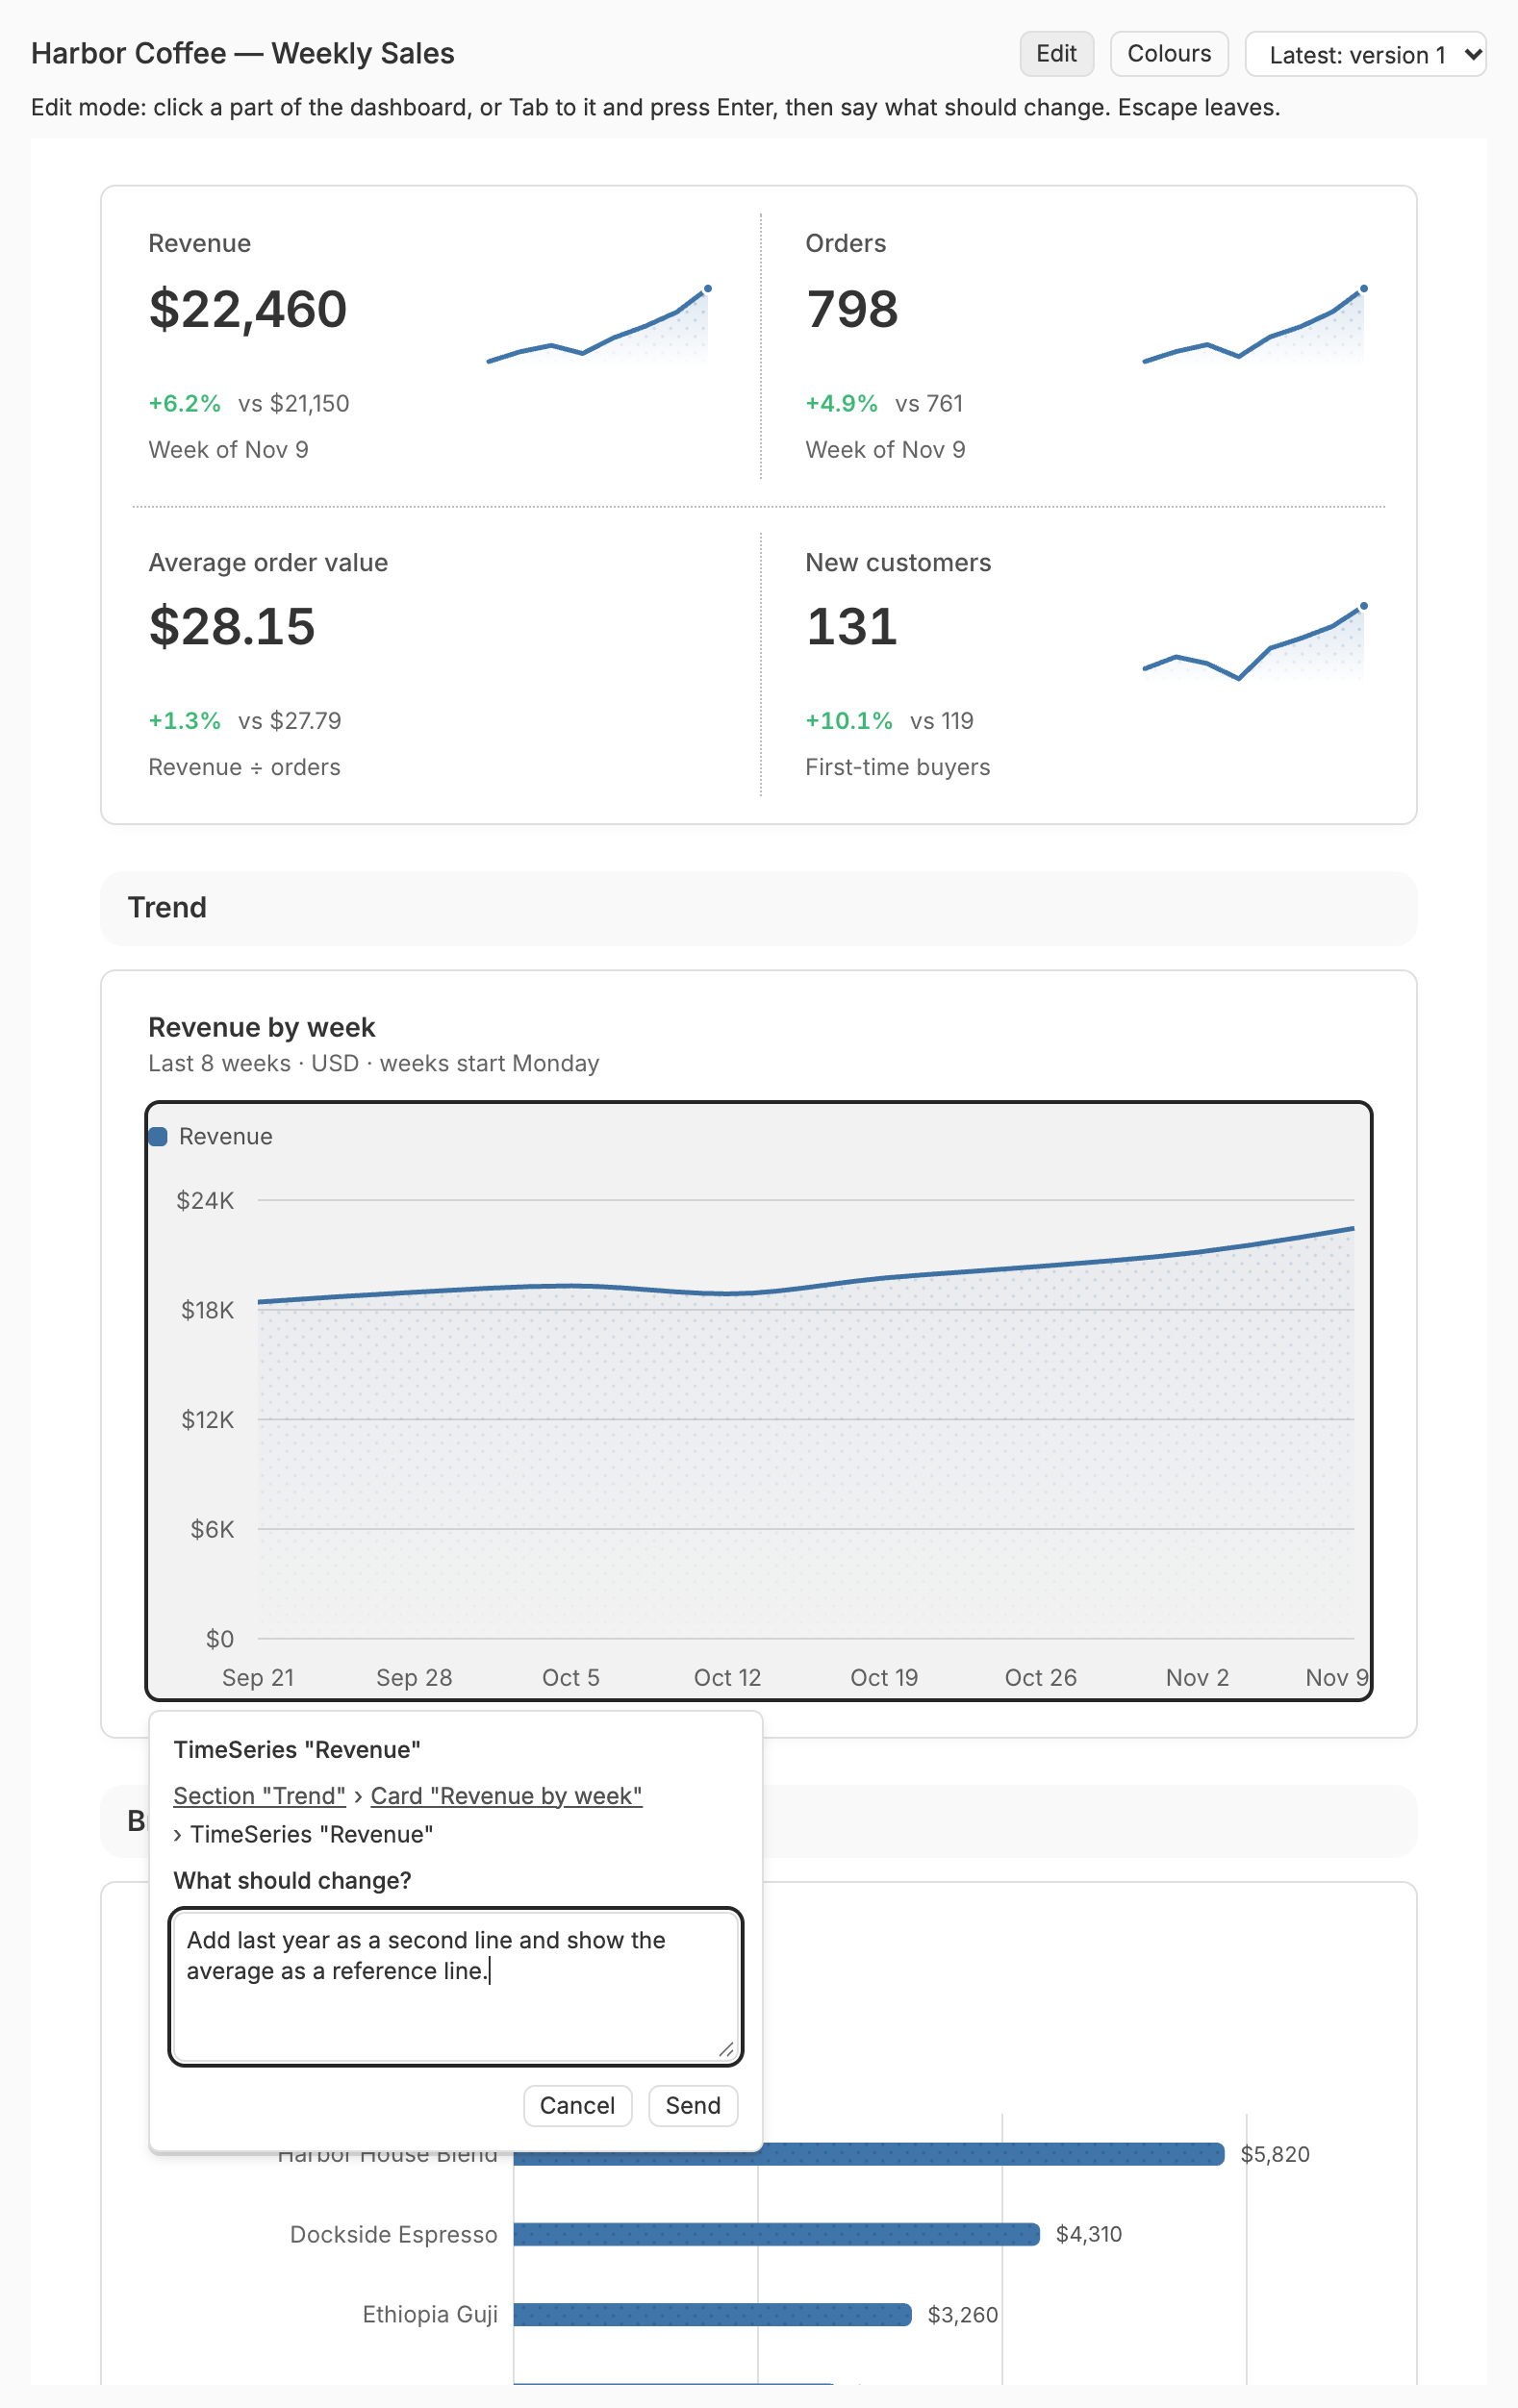 Harbor Coffee — Weekly Sales
Edit
Colours
Latest: version 1
Edit mode: click a part of the dashboard, or Tab to it and press Enter, then say what should change. Escape leaves.
Revenue
$22,460
+6.2% vs $21,150
Week of Nov 9
Orders
798
+4.9% vs 761
Week of Nov 9
Average order value
$28.15
+1.3% vs $27.79
Revenue ÷ orders
New customers
131
+10.1% vs 119
First-time buyers
Trend
Revenue by week
Last 8 weeks · USD · weeks start Monday
Revenue
$24K
$18K
$12K
$6K
$0
Sep 21
Sep 28
Oct 5
Oct 12
Oct 19
Oct 26
Nov 2
Nov 9
TimeSeries "Revenue"
Section "Trend" › Card "Revenue by week"
› TimeSeries "Revenue"
What should change?
Add last year as a second line and show the
average as a reference line.
Cancel
Send
Harbor House Blend
$5,820
Dockside Espresso
$4,310
Ethiopia Guji
$3,260